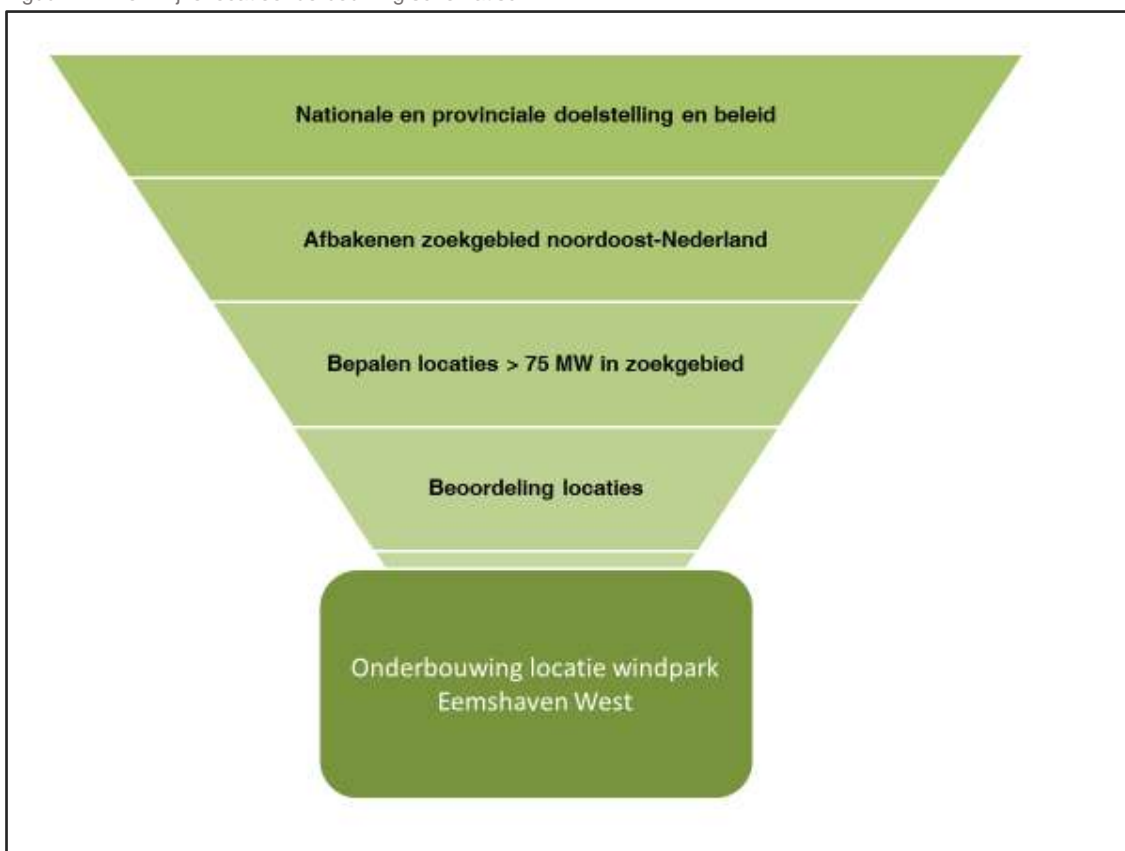 Nationale en provinciale doelstelling en beleid
Afbakenen zoekgebied noordoost-Nederland
Bepalen locaties > 75 MW in zoekgebied
Beoordeling locaties
Onderbouwing locatie windpark
Eemshaven West